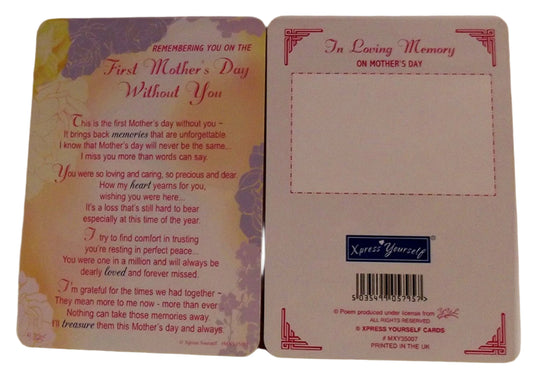 REMEMBERING YOU ON THE
First Mother's Day
Without You
This is the first Mother's day without you ~
It brings back memories that are unforgettable
I know that Mother's day will never be the same...
I miss you more than words can say.
You were so loving and caring, so precious and dear.
How my heart yearns for you,
wishing you were here...
It's a loss that's still hard to bear
especially at this time of the year.
I try to find comfort in trusting
you're resting in perfect peace...
You were one in a million and will always be
dearly loved and forever missed.
I'm grateful for the times we had together ~
They mean more to me now - more than ever
Nothing can take those memories away
I'll treasure them this Mother's day and always.
© Xpress Yourself
In Loving Memory
ON MOTHER'S DAY
Xpress Yourself ®
5 035499 057957 >
© Poem produced under license from
ALL RIGHTS RESERVED
© XPRESS YOURSELF CARDS
# MXY35007
PRINTED IN THE UK